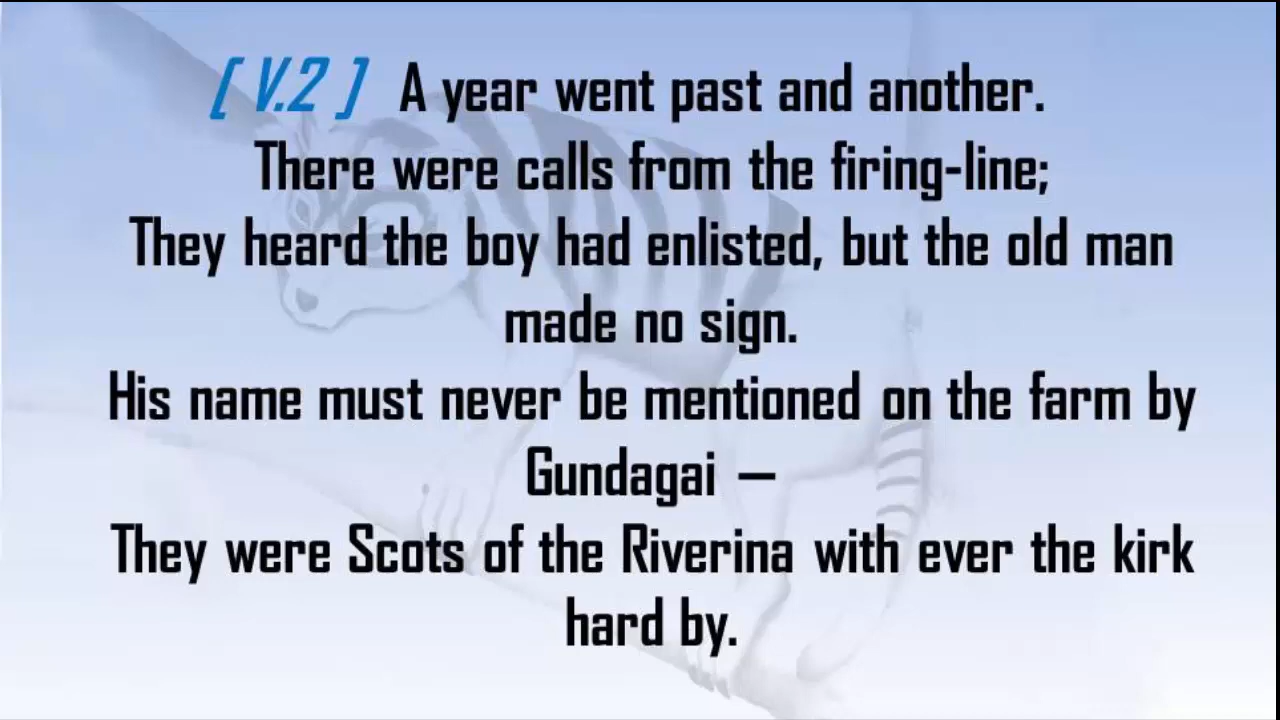 [ V.2 ] A year went past and another.
There were calls from the firing-line;
They heard the boy had enlisted, but the old man
made no sign.
His name must never be mentioned on the farm by
Gundagai —
They were Scots of the Riverina with ever the kirk
hard by.